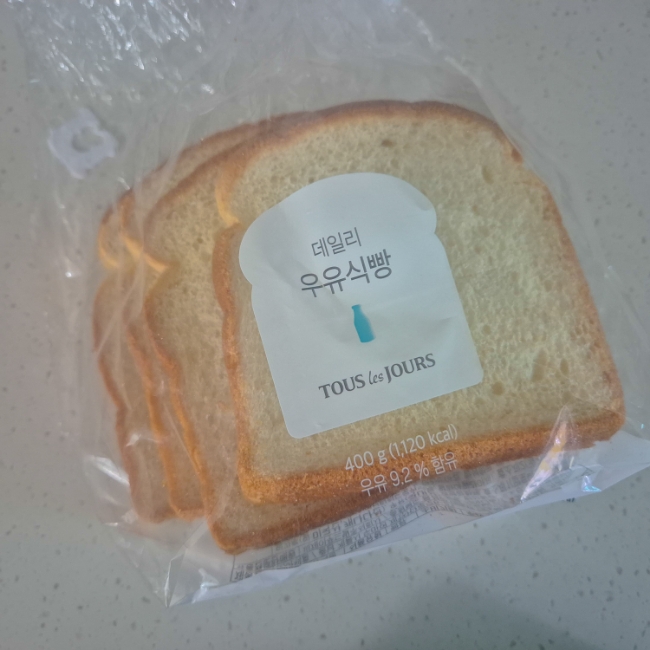 데일리
우유식빵
TOUS les JOURS
400 g (1,120 kcal)
우유 9.2 % 함유